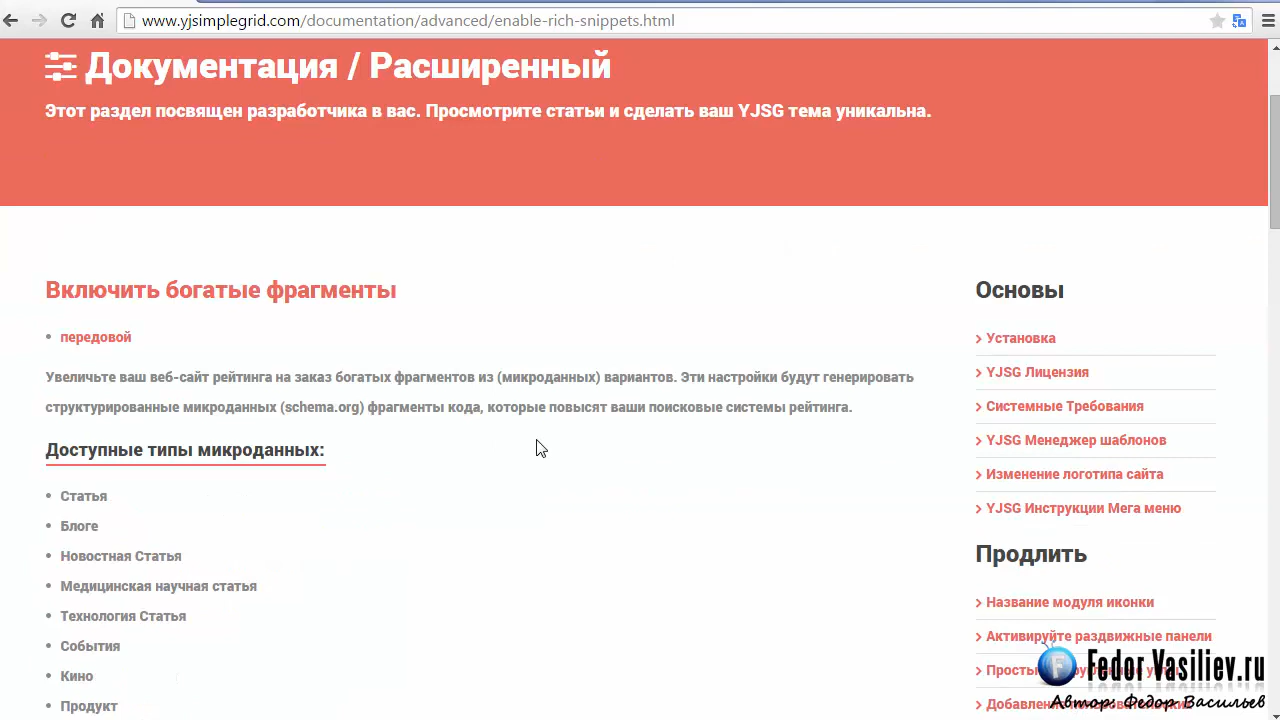 www.yjsimplegrid.com/documentation/advanced/enable-rich-snippets.html
Документация / Расширенный
Этот раздел посвящен разработчика в вас. Просмотрите статьи и сделать ваш YJSG тема уникальна.
Включить богатые фрагменты
передовой
Увеличьте ваш веб-сайт рейтинга на заказ богатых фрагментов из (микроданных) вариантов. Эти настройки будут генерировать
структурированные микроданных (schema.org) фрагменты кода, которые повысят ваши поисковые системы рейтинга.
Доступные типы микроданных:
Статья
Блоге
Новостная Статья
Медицинская научная статья
Технология Статья
События
Кино
Продукт
Основы
Установка
YJSG Лицензия
Системные Требования
YJSG Менеджер шаблонов
Изменение логотипа сайта
YJSG Инструкции Мега меню
Продлить
Название модуля иконки
Активируйте раздвижные панели
Добавление
Fedor Vasiliev.ru
Автор: Федор Васильев